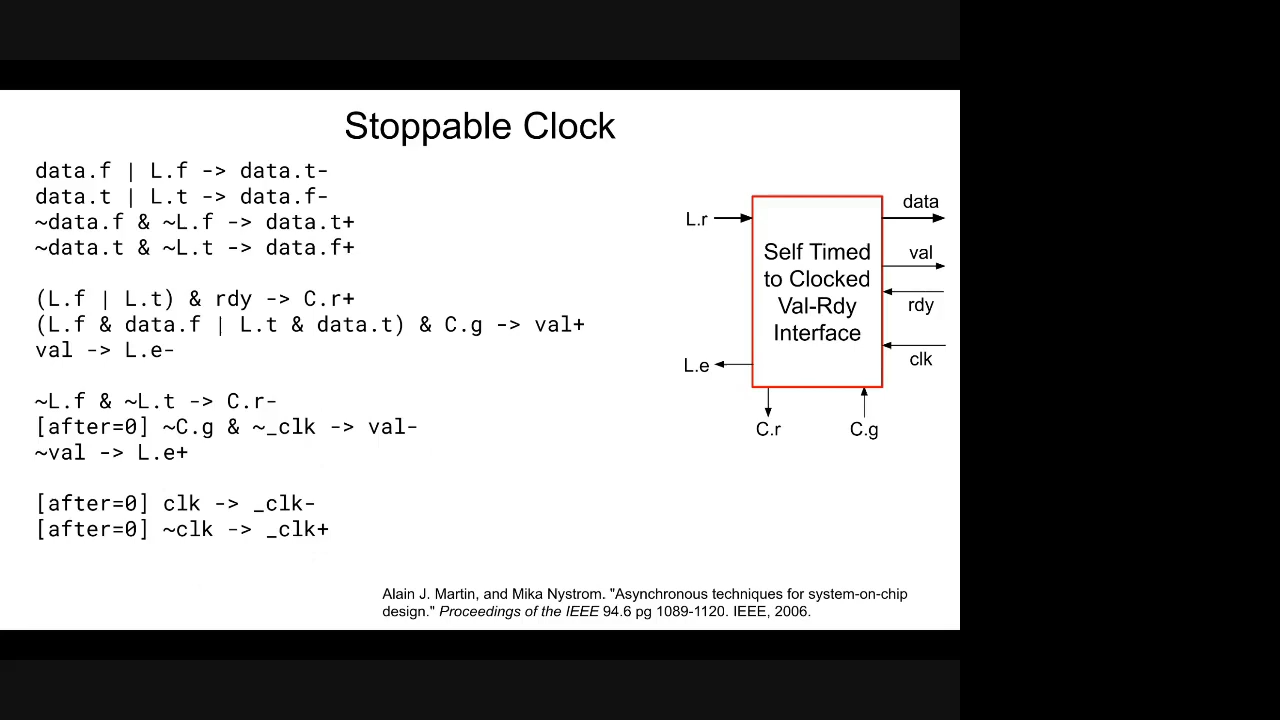 Stoppable Clock
data.f | L.f -> data.t-
data.t | L.t -> data.f-
~data.f & ~L.f -> data.t+
~data.t & ~L.t -> data.f+
(L.f | L.t) & rdy -> C.r+
(L.f & data.f | L.t & data.t) & C.g -> val+
val -> L.e-
~L.f & ~L.t -> C.r-
[after=0] ~C.g & ~_clk -> val-
~val -> L.e+
[after=0] clk -> _clk-
[after=0] ~clk -> _clk+
L.r
data
Self Timed
to Clocked
Val-Rdy
Interface
val
rdy
clk
L.e
C.r
C.g
Alain J. Martin, and Mika Nystrom. "Asynchronous techniques for system-on-chip
design." Proceedings of the IEEE 94.6 pg 1089-1120. IEEE, 2006.